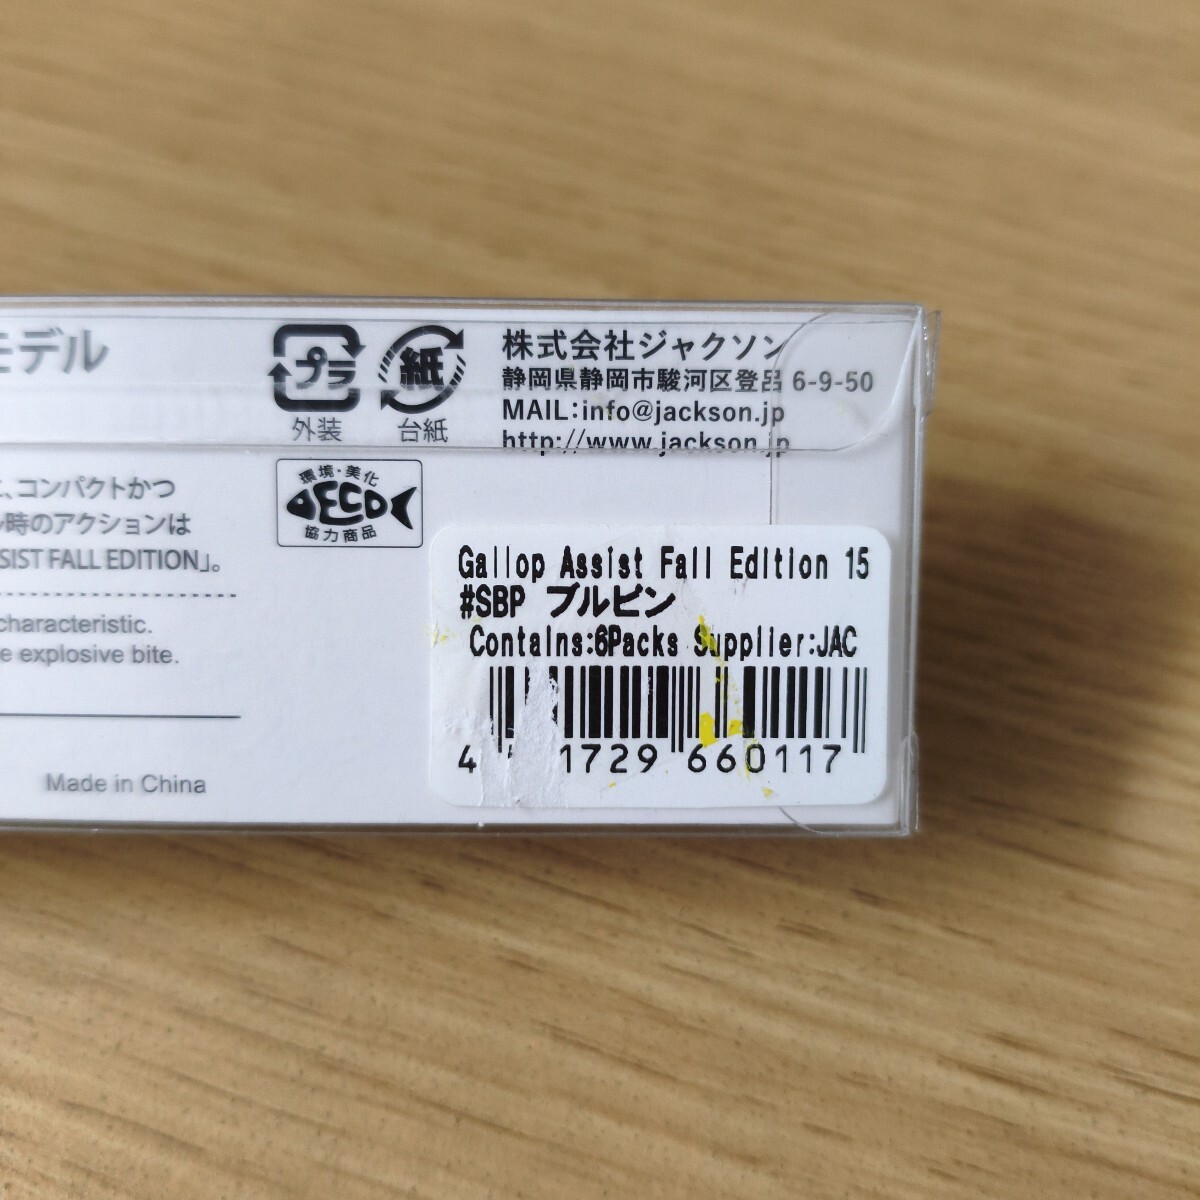 モデル
プラ
外装
紙
台紙
株式会社ジャクソン
静岡県静岡市駿河区登呂 6-9-50
MAIL:info@jackson.jp
http://www.jackson.jp
環境・美化
ECO
協力商品
、コンパクトかつ
時のアクションは
SIST FALL EDITION」。
characteristic.
e explosive bite.
Made in China
Gallop Assist Fall Edition 15
#SBP ブルピン
Contains:6Packs Supplier:JAC
4 1729 660117